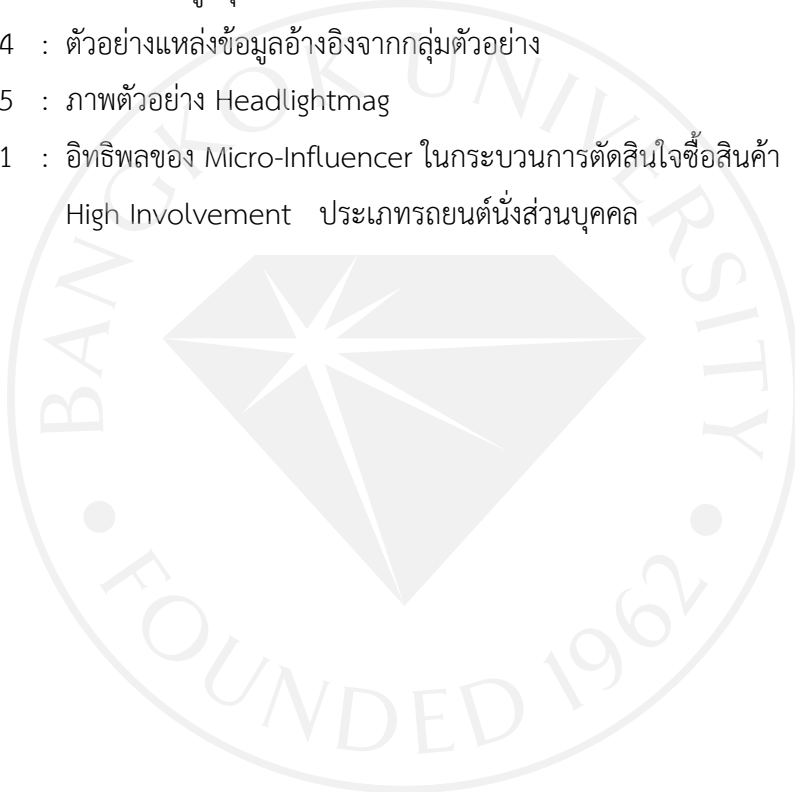 4 : ตัวอย่างแหล่งข้อมูลอ้างอิงจากกลุ่มตัวอย่าง
5 : ภาพตัวอย่าง Headlightmag
1 : อิทธิพลของ Micro-Influencer ในกระบวนการตัดสินใจซื้อสินค้า
High Involvement ประเภทรถยนต์นั่งส่วนบุคคล
BANGKOK UNIVERSITY
FOUNDED 1962